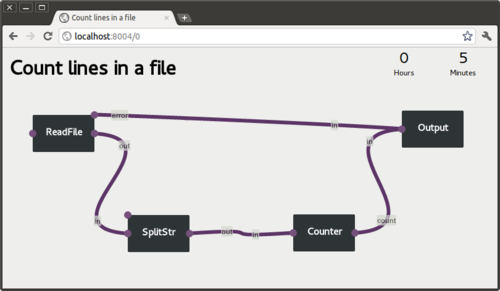 Count lines in a file
localhost:8004/0
Count lines in a file
0 5
Hours Minutes
error
ReadFile
in
Output
out
in
in
count
SplitStr
out
in
Counter